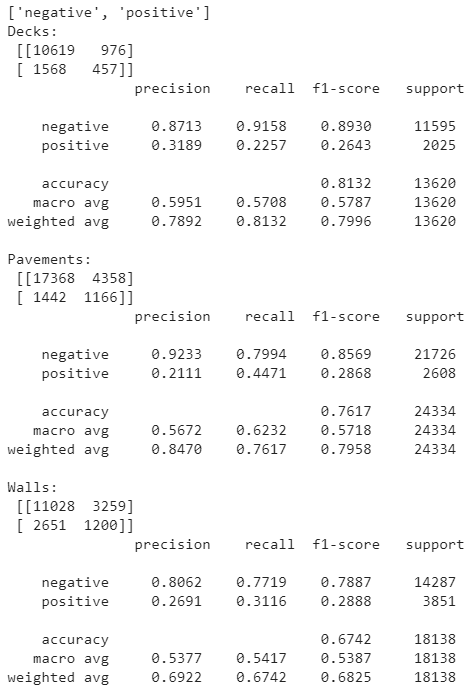 ['negative', 'positive']
Decks:
[[10619 976]
[ 1568 457]]
precision recall f1-score support
negative 0.8713 0.9158 0.8930 11595
positive 0.3189 0.2257 0.2643 2025
accuracy 0.8132 13620
macro avg 0.5951 0.5708 0.5787 13620
weighted avg 0.7892 0.8132 0.7996 13620
Pavements:
[[17368 4358]
[ 1442 1166]]
precision recall f1-score support
negative 0.9233 0.7994 0.8569 21726
positive 0.2111 0.4471 0.2868 2608
accuracy 0.7617 24334
macro avg 0.5672 0.6232 0.5718 24334
weighted avg 0.8470 0.7617 0.7958 24334
Walls:
[[11028 3259]
[ 2651 1200]]
precision recall f1-score support
negative 0.8062 0.7719 0.7887 14287
positive 0.2691 0.3116 0.2888 3851
accuracy 0.6742 18138
macro avg 0.5377 0.5417 0.5387 18138
weighted avg 0.6922 0.6742 0.6825 18138